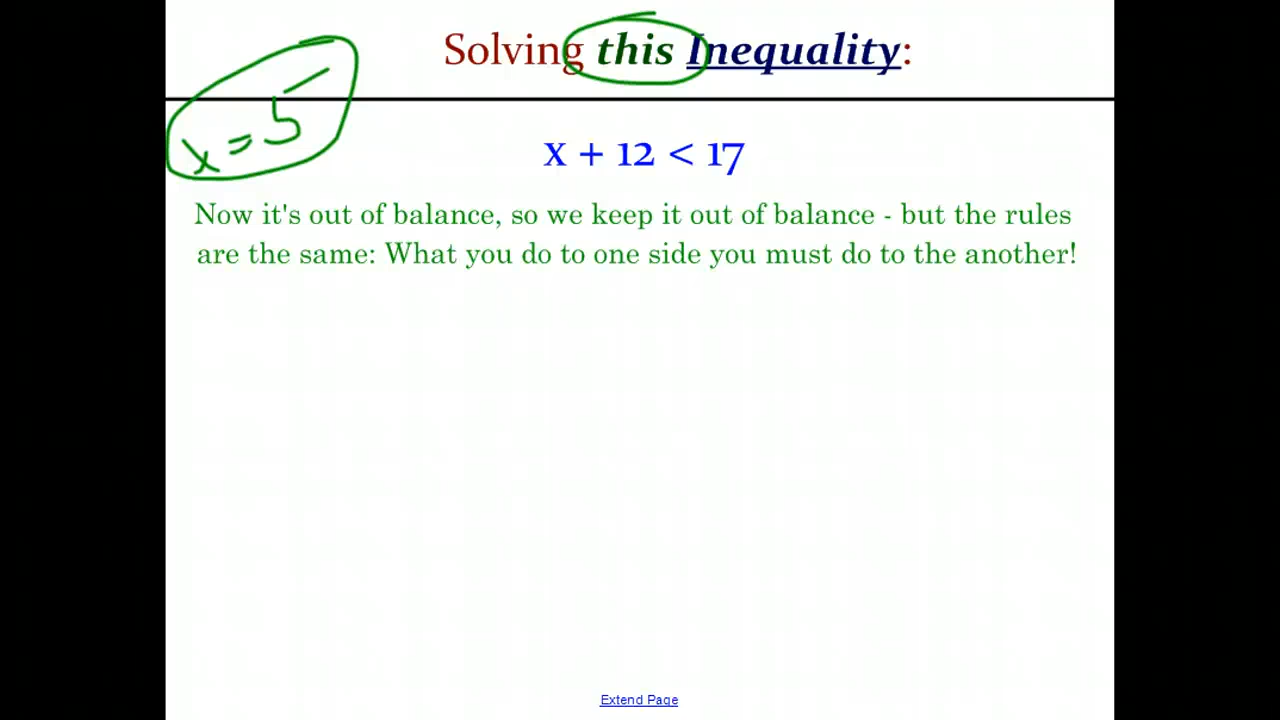 Solving this Inequality:
x = 5
x + 12 < 17
Now it's out of balance, so we keep it out of balance - but the rules
are the same: What you do to one side you must do to the another!
Extend Page